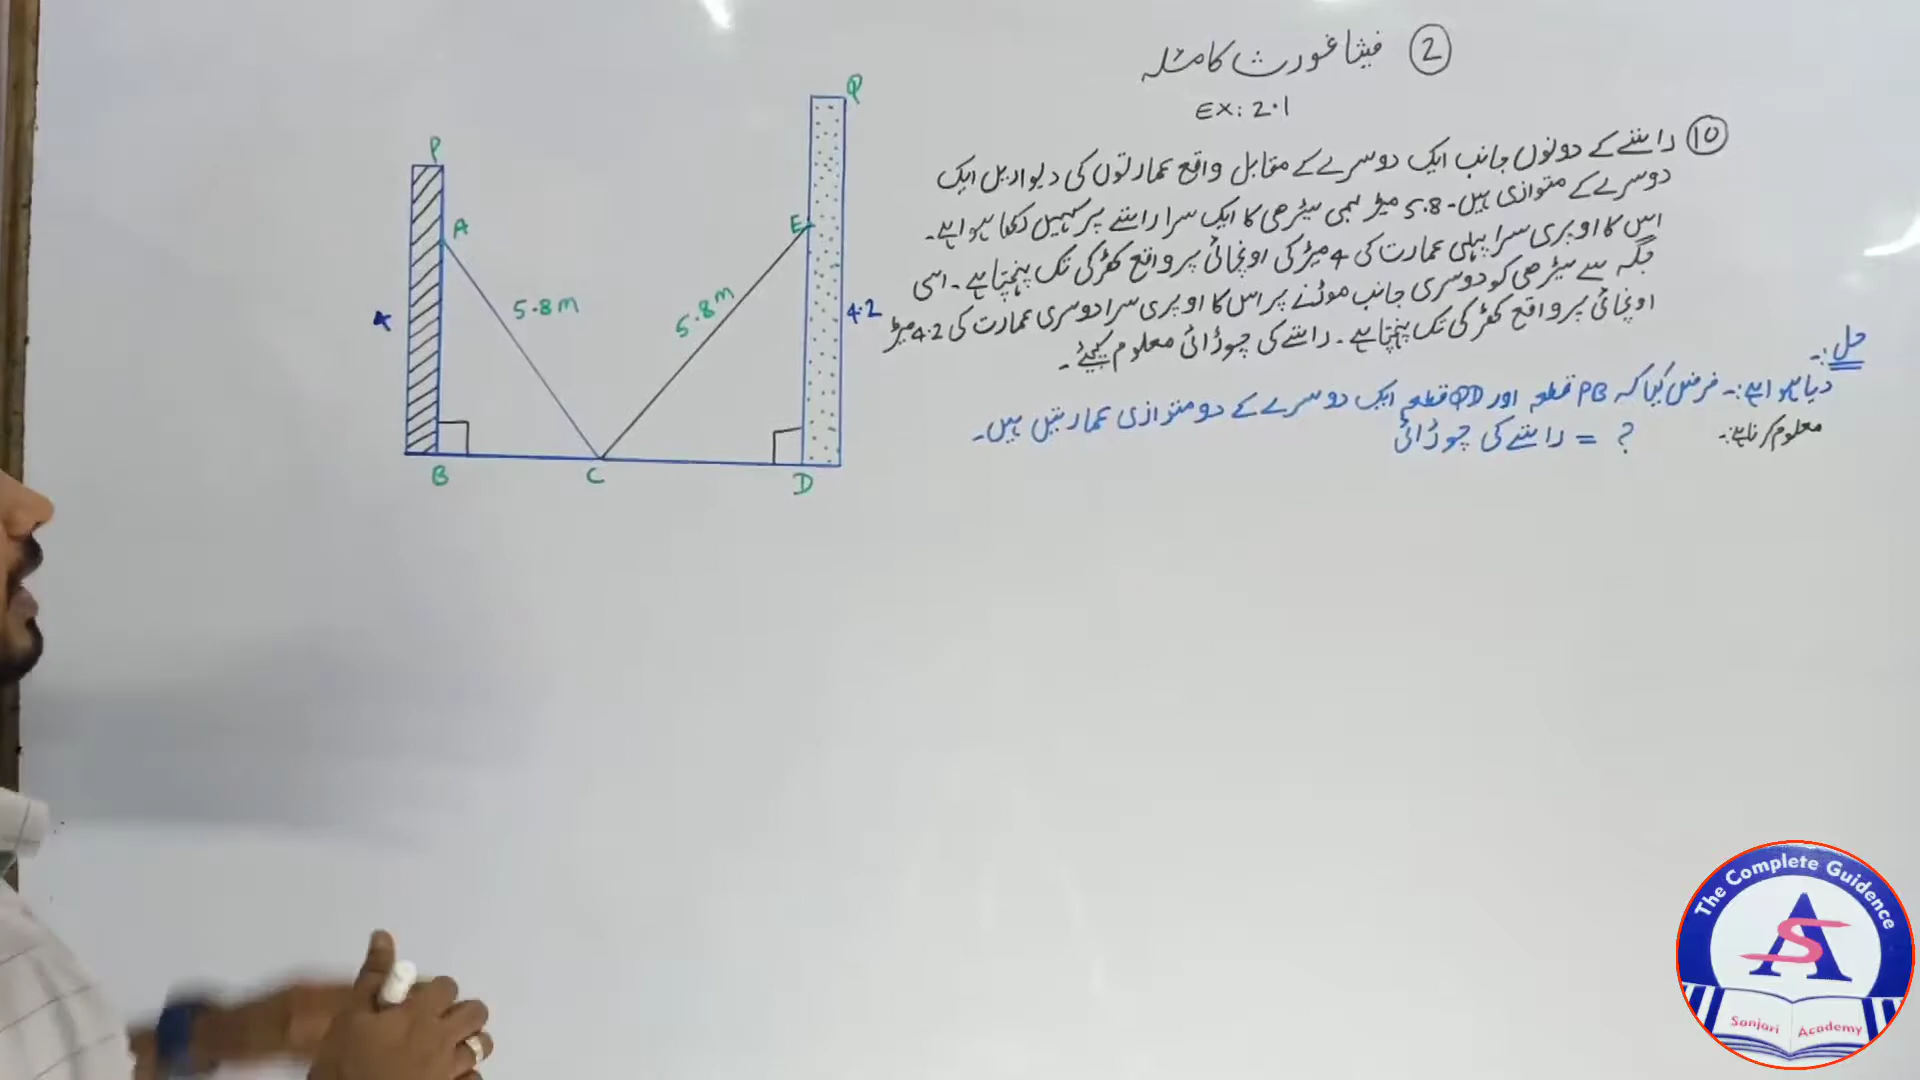 ② فیثاغورث کا مسئلہ
EX: 2.1
⑩ راستے کے دونوں جانب ایک دوسرے کے مقابل واقع عمارتوں کی دیواریں ایک
دوسرے کے متوازی ہیں۔ 5.8 میٹر لمبی سیڑھی کا ایک سرا راستے پر کہیں رکھا ہوا ہے۔
اس کا اوپری سرا پہلی عمارت کی 4 میٹر کی اونچائی پر واقع کھڑکی تک پہنچتا ہے۔ اسی
جگہ سے سیڑھی کو دوسری جانب موڑنے پر اس کا اوپری سرا دوسری عمارت کی 4.2 میٹر
اونچائی پر واقع کھڑکی تک پہنچتا ہے۔ راستے کی چوڑائی معلوم کیجئے۔
حل :-
دیا ہوا ہے:- فرض کیا کہ PB قطعہ اور QD قطعہ ایک دوسرے کے دو متوازی عمارتیں ہیں۔
معلوم کرنا ہے:- راستے کی چوڑائی = ?
P
Q
A
E
5.8m
5.8m
4
4.2
B
C
D
The Complete Guidence
A
S
Sanjari Academy